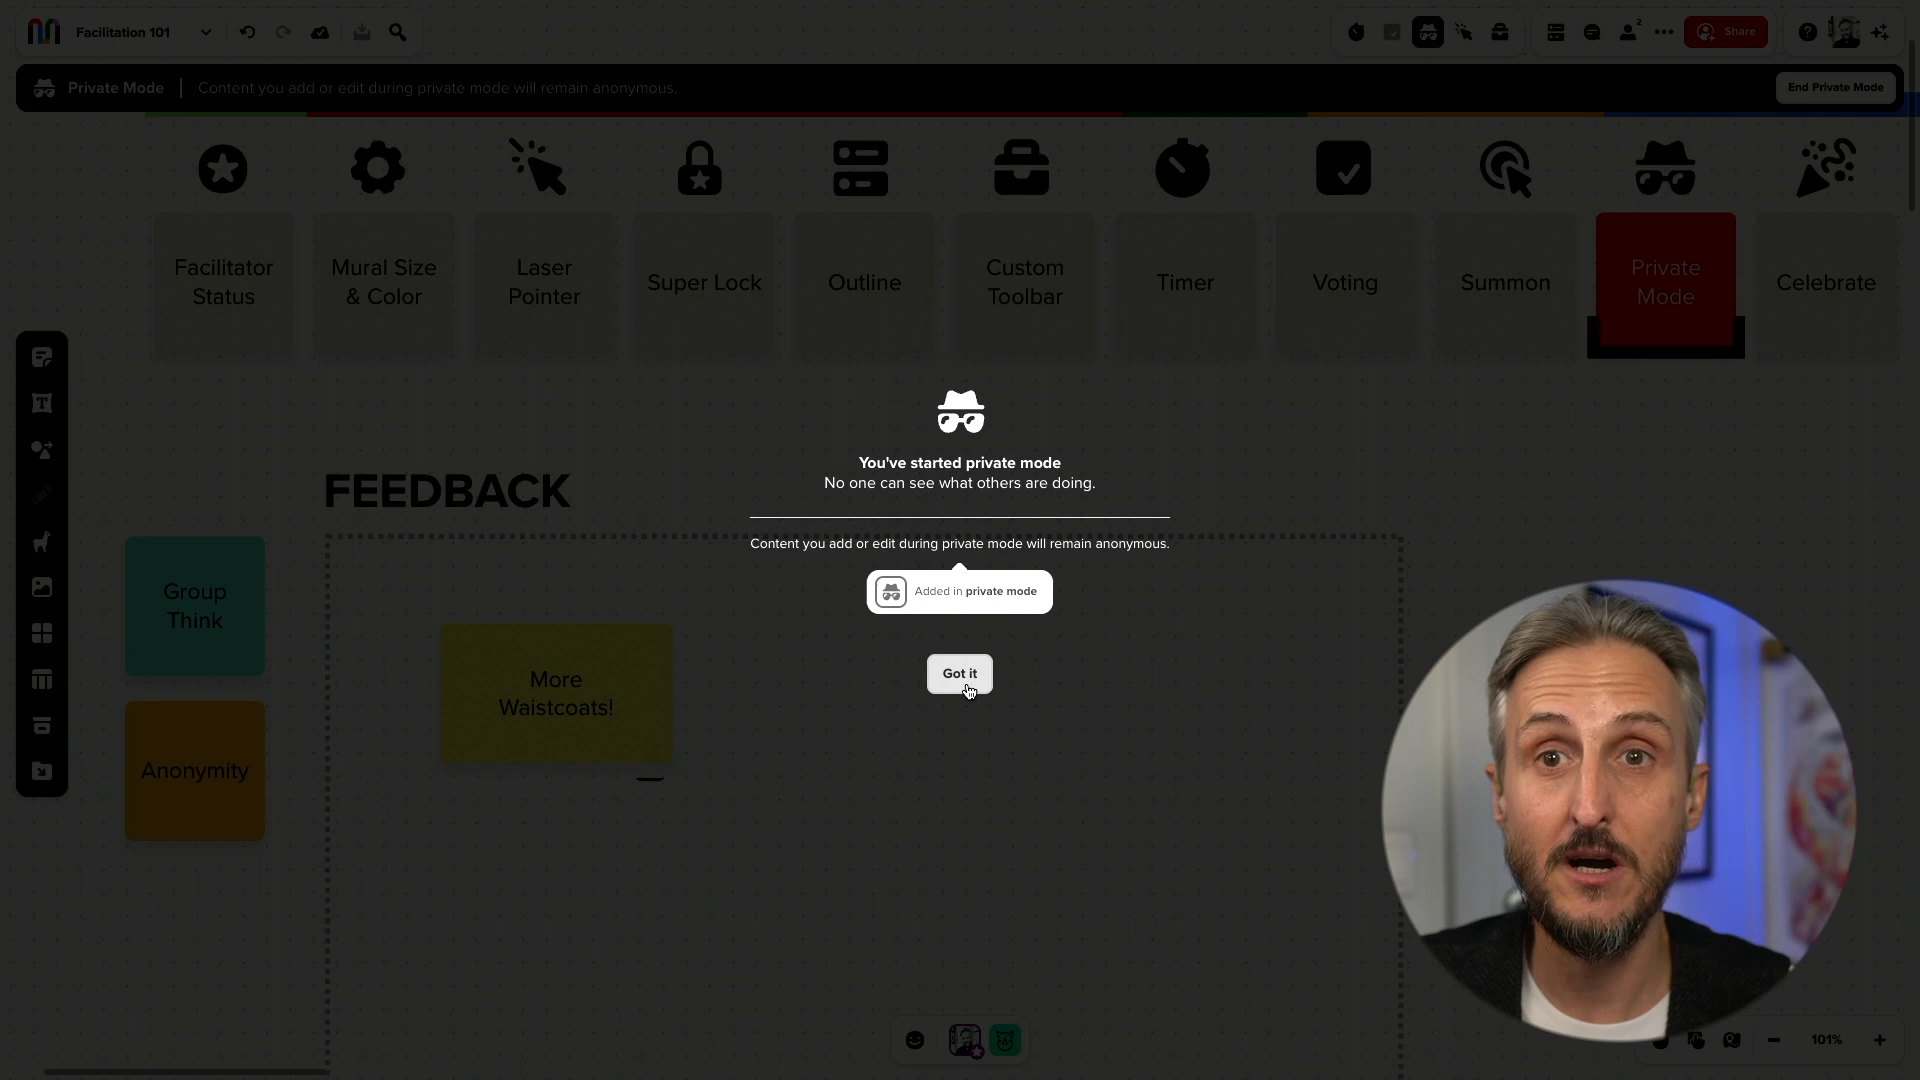 Facilitation 101
2
Share
Private Mode
Content you add or edit during private mode will remain anonymous.
End Private Mode
Facilitator
Status
Mural Size
& Color
Laser
Pointer
Super Lock
Outline
Custom
Toolbar
Timer
Voting
Summon
Private
Mode
Celebrate
You've started private mode
No one can see what others are doing.
Content you add or edit during private mode will remain anonymous.
Added in private mode
Got it
FEEDBACK
Group
Think
Anonymity
More
Waistcoats!
101%